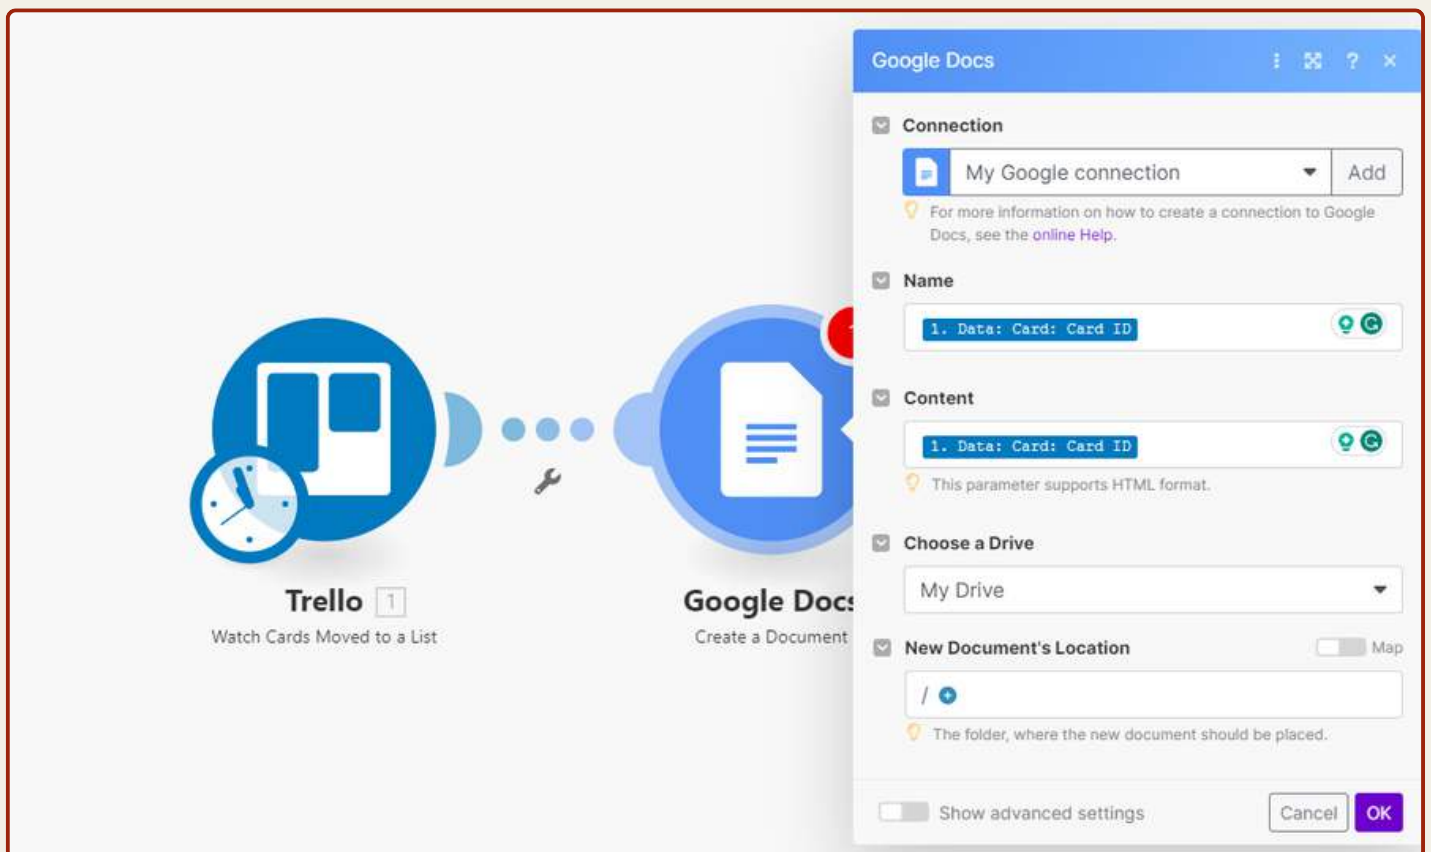 Google Docs
?
Connection
My Google connection
Add
For more information on how to create a connection to Google
Docs, see the online Help.
Name
1. Data: Card: Card ID
Content
1. Data: Card: Card ID
This parameter supports HTML format.
Choose a Drive
My Drive
New Document's Location
Map
/
The folder, where the new document should be placed.
Show advanced settings
Cancel
OK
Trello 1
Watch Cards Moved to a List
Google Docs
Create a Document